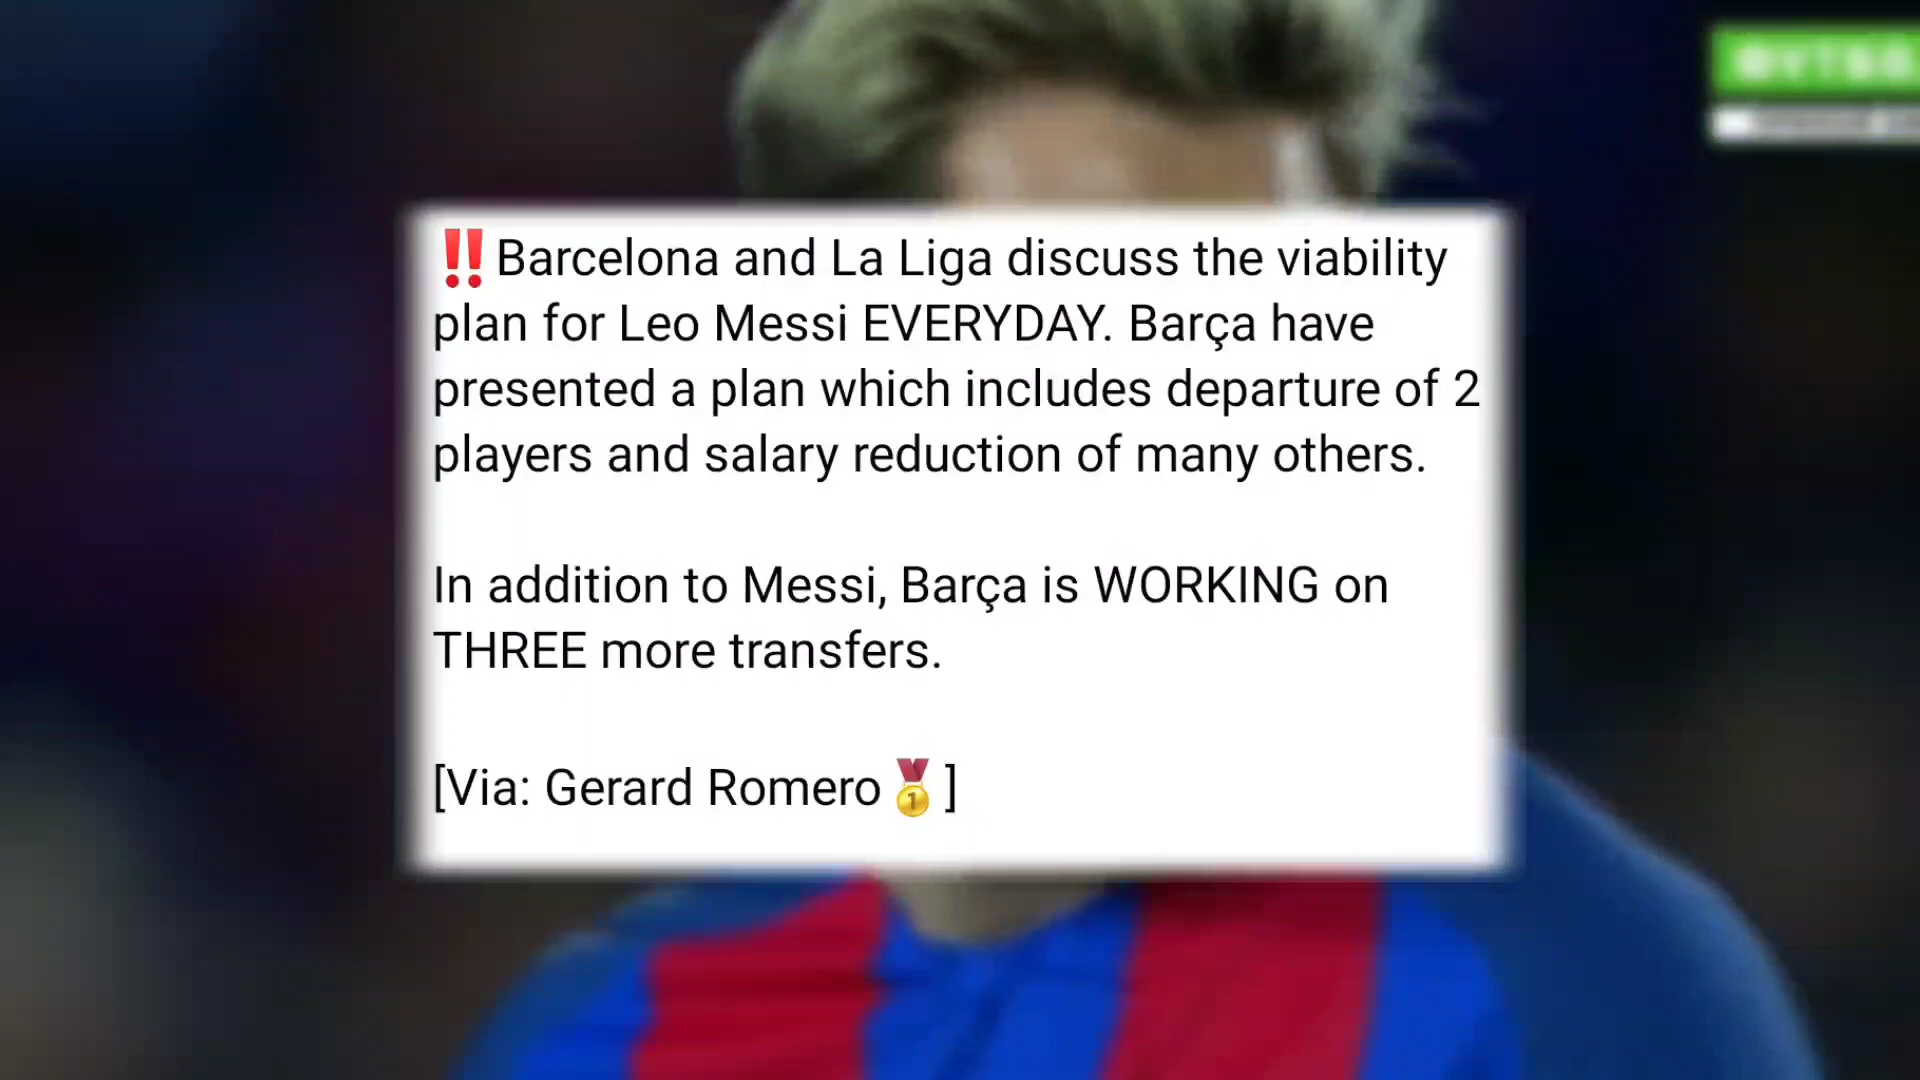 ‼️Barcelona and La Liga discuss the viability
plan for Leo Messi EVERYDAY. Barça have
presented a plan which includes departure of 2
players and salary reduction of many others.
In addition to Messi, Barça is WORKING on
THREE more transfers.
[Via: Gerard Romero🥇]